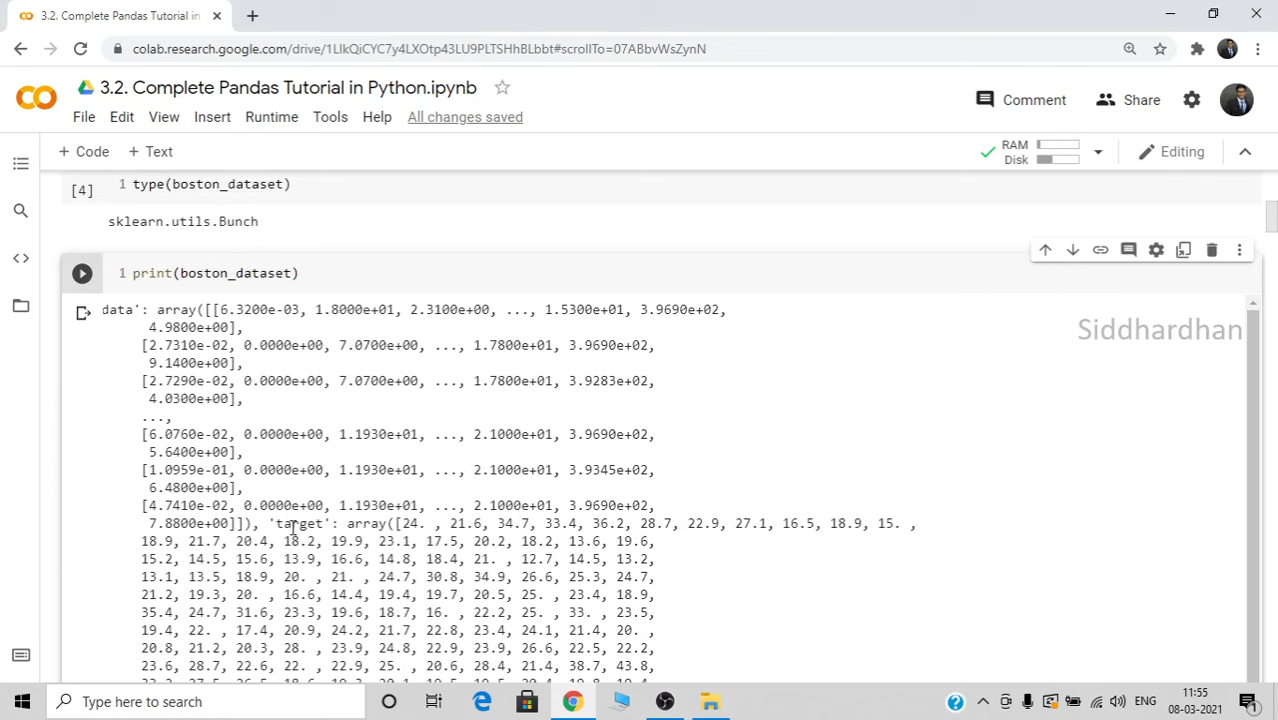 3.2. Complete Pandas Tutorial in
colab.research.google.com/drive/1LlkQiCYC7y4LXOtp43LU9PLTSHhBLbbt#scrollTo=07ABbvWsZynN
3.2. Complete Pandas Tutorial in Python.ipynb
File Edit View Insert Runtime Tools Help All changes saved
Comment Share
+ Code + Text
RAM
Disk
Editing
[4] 1 type(boston_dataset)
sklearn.utils.Bunch
1 print(boston_dataset)
data': array([[6.3200e-03, 1.8000e+01, 2.3100e+00, ..., 1.5300e+01, 3.9690e+02,
4.9800e+00],
[2.7310e-02, 0.0000e+00, 7.0700e+00, ..., 1.7800e+01, 3.9690e+02,
9.1400e+00],
[2.7290e-02, 0.0000e+00, 7.0700e+00, ..., 1.7800e+01, 3.9283e+02,
4.0300e+00],
...,
[6.0760e-02, 0.0000e+00, 1.1930e+01, ..., 2.1000e+01, 3.9690e+02,
5.6400e+00],
[1.0959e-01, 0.0000e+00, 1.1930e+01, ..., 2.1000e+01, 3.9345e+02,
6.4800e+00],
[4.7410e-02, 0.0000e+00, 1.1930e+01, ..., 2.1000e+01, 3.9690e+02,
7.8800e+00]]), 'target': array([24. , 21.6, 34.7, 33.4, 36.2, 28.7, 22.9, 27.1, 16.5, 18.9, 15. ,
18.9, 21.7, 20.4, 18.2, 19.9, 23.1, 17.5, 20.2, 18.2, 13.6, 19.6,
15.2, 14.5, 15.6, 13.9, 16.6, 14.8, 18.4, 21. , 12.7, 14.5, 13.2,
13.1, 13.5, 18.9, 20. , 21. , 24.7, 30.8, 34.9, 26.6, 25.3, 24.7,
21.2, 19.3, 20. , 16.6, 14.4, 19.4, 19.7, 20.5, 25. , 23.4, 18.9,
35.4, 24.7, 31.6, 23.3, 19.6, 18.7, 16. , 22.2, 25. , 33. , 23.5,
19.4, 22. , 17.4, 20.9, 24.2, 21.7, 22.8, 23.4, 24.1, 21.4, 20. ,
20.8, 21.2, 20.3, 28. , 23.9, 24.8, 22.9, 23.9, 26.6, 22.5, 22.2,
23.6, 28.7, 22.6, 22. , 22.9, 25. , 20.6, 28.4, 21.4, 38.7, 43.8,
Siddhardhan
Type here to search
ENG
11:55
08-03-2021